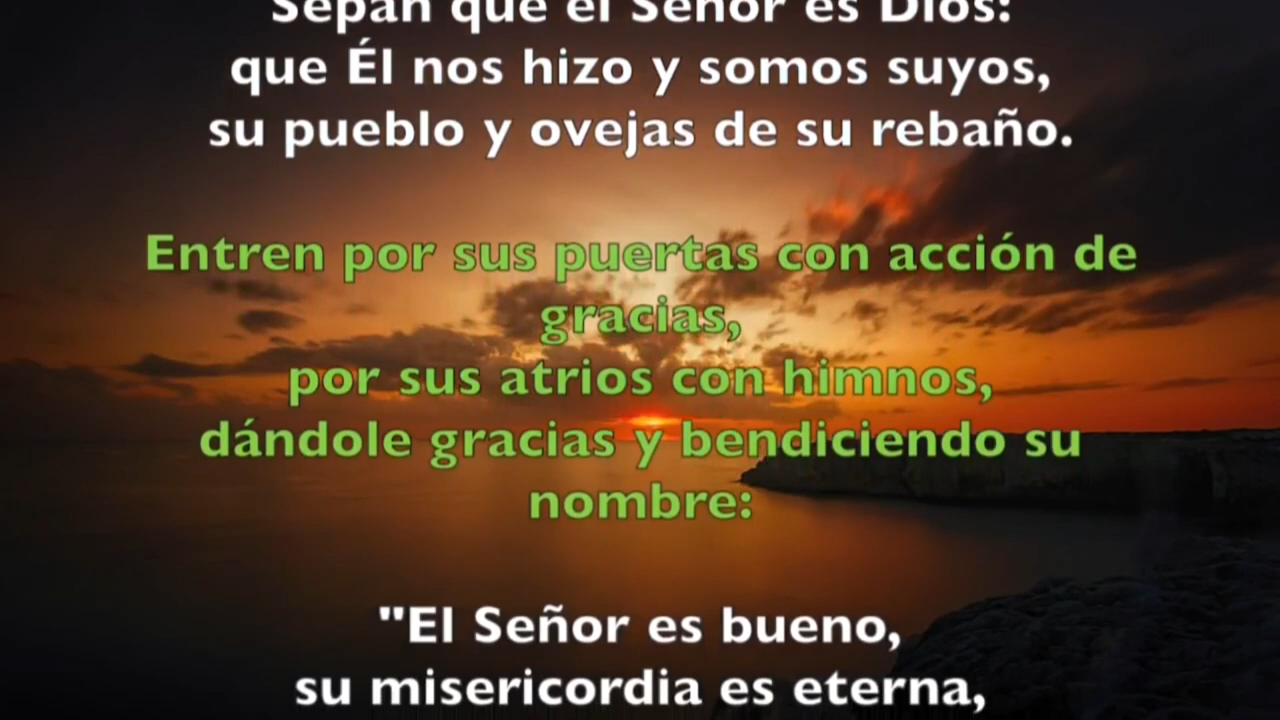 Sepan que el Señor es Dios:
que Él nos hizo y somos suyos,
su pueblo y ovejas de su rebaño.
Entren por sus puertas con acción de
gracias,
por sus atrios con himnos,
dándole gracias y bendiciendo su
nombre:
"El Señor es bueno,
su misericordia es eterna,